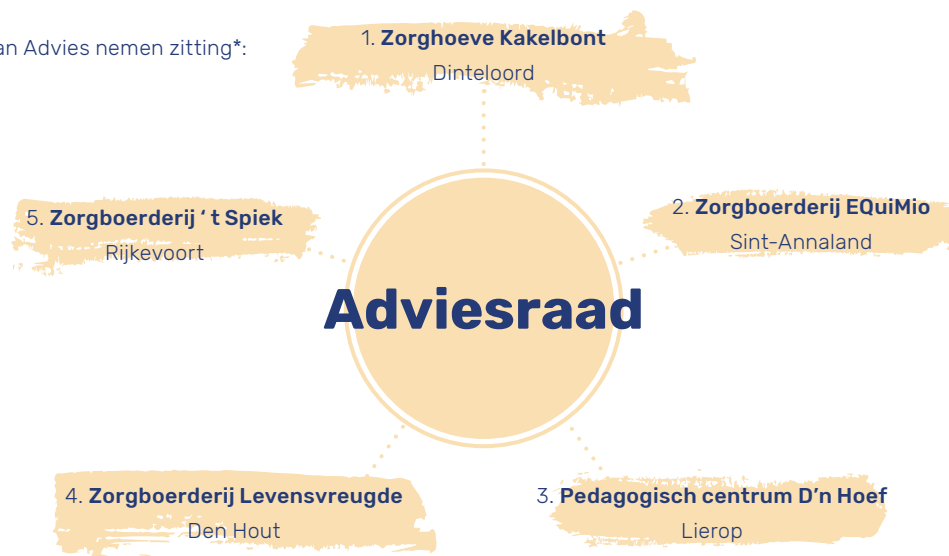 an Advies nemen zitting*:
1. Zorghoeve Kakelbont
Dinteloord
2. Zorgboerderij EQuiMio
Sint-Annaland
5. Zorgboerderij ‘ t Spiek
Rijkevoort
Adviesraad
4. Zorgboerderij Levensvreugde
Den Hout
3. Pedagogisch centrum D’n Hoef
Lierop